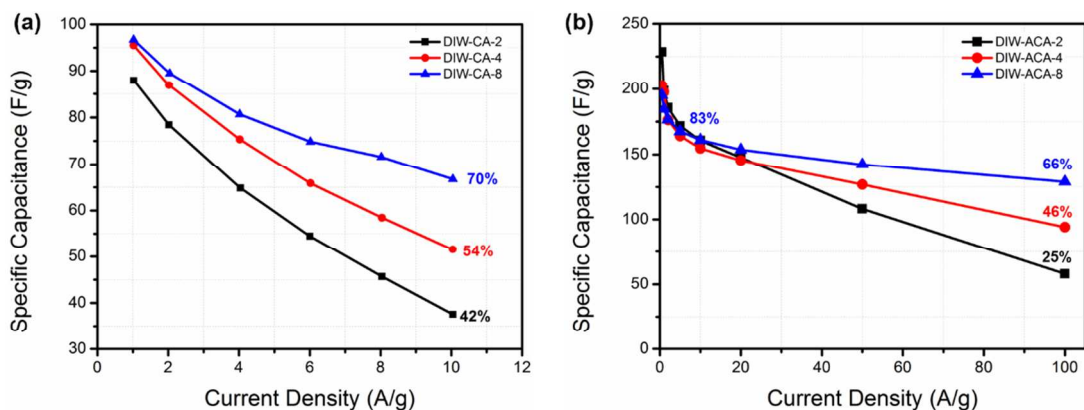 (a)
100
90
80
70
60
50
40
30
0
2
4
6
8
10
12
Specific Capacitance (F/g)
Current Density (A/g)
DIW-CA-2
DIW-CA-4
DIW-CA-8
70%
54%
42%
(b)
250
200
150
100
50
0
0
20
40
60
80
100
Specific Capacitance (F/g)
Current Density (A/g)
DIW-ACA-2
DIW-ACA-4
DIW-ACA-8
83%
66%
46%
25%